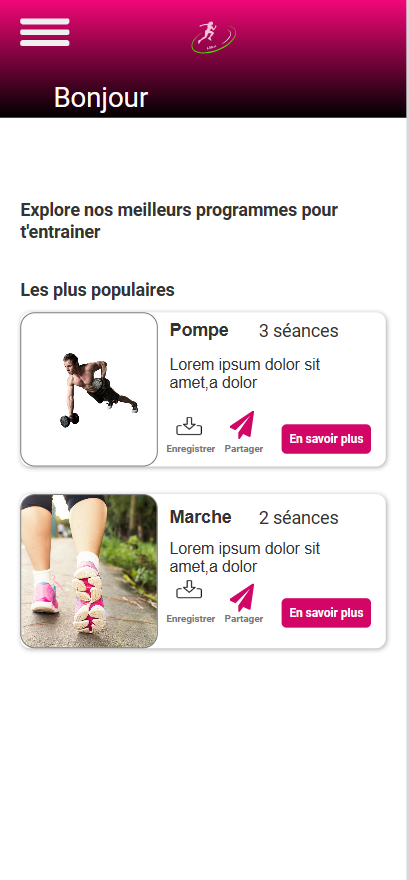 Bonjour
Explore nos meilleurs programmes pour
t'entrainer
Les plus populaires
Pompe 3 séances
Lorem ipsum dolor sit
amet,a dolor
Enregistrer Partager En savoir plus
Marche 2 séances
Lorem ipsum dolor sit
amet,a dolor
Enregistrer Partager En savoir plus